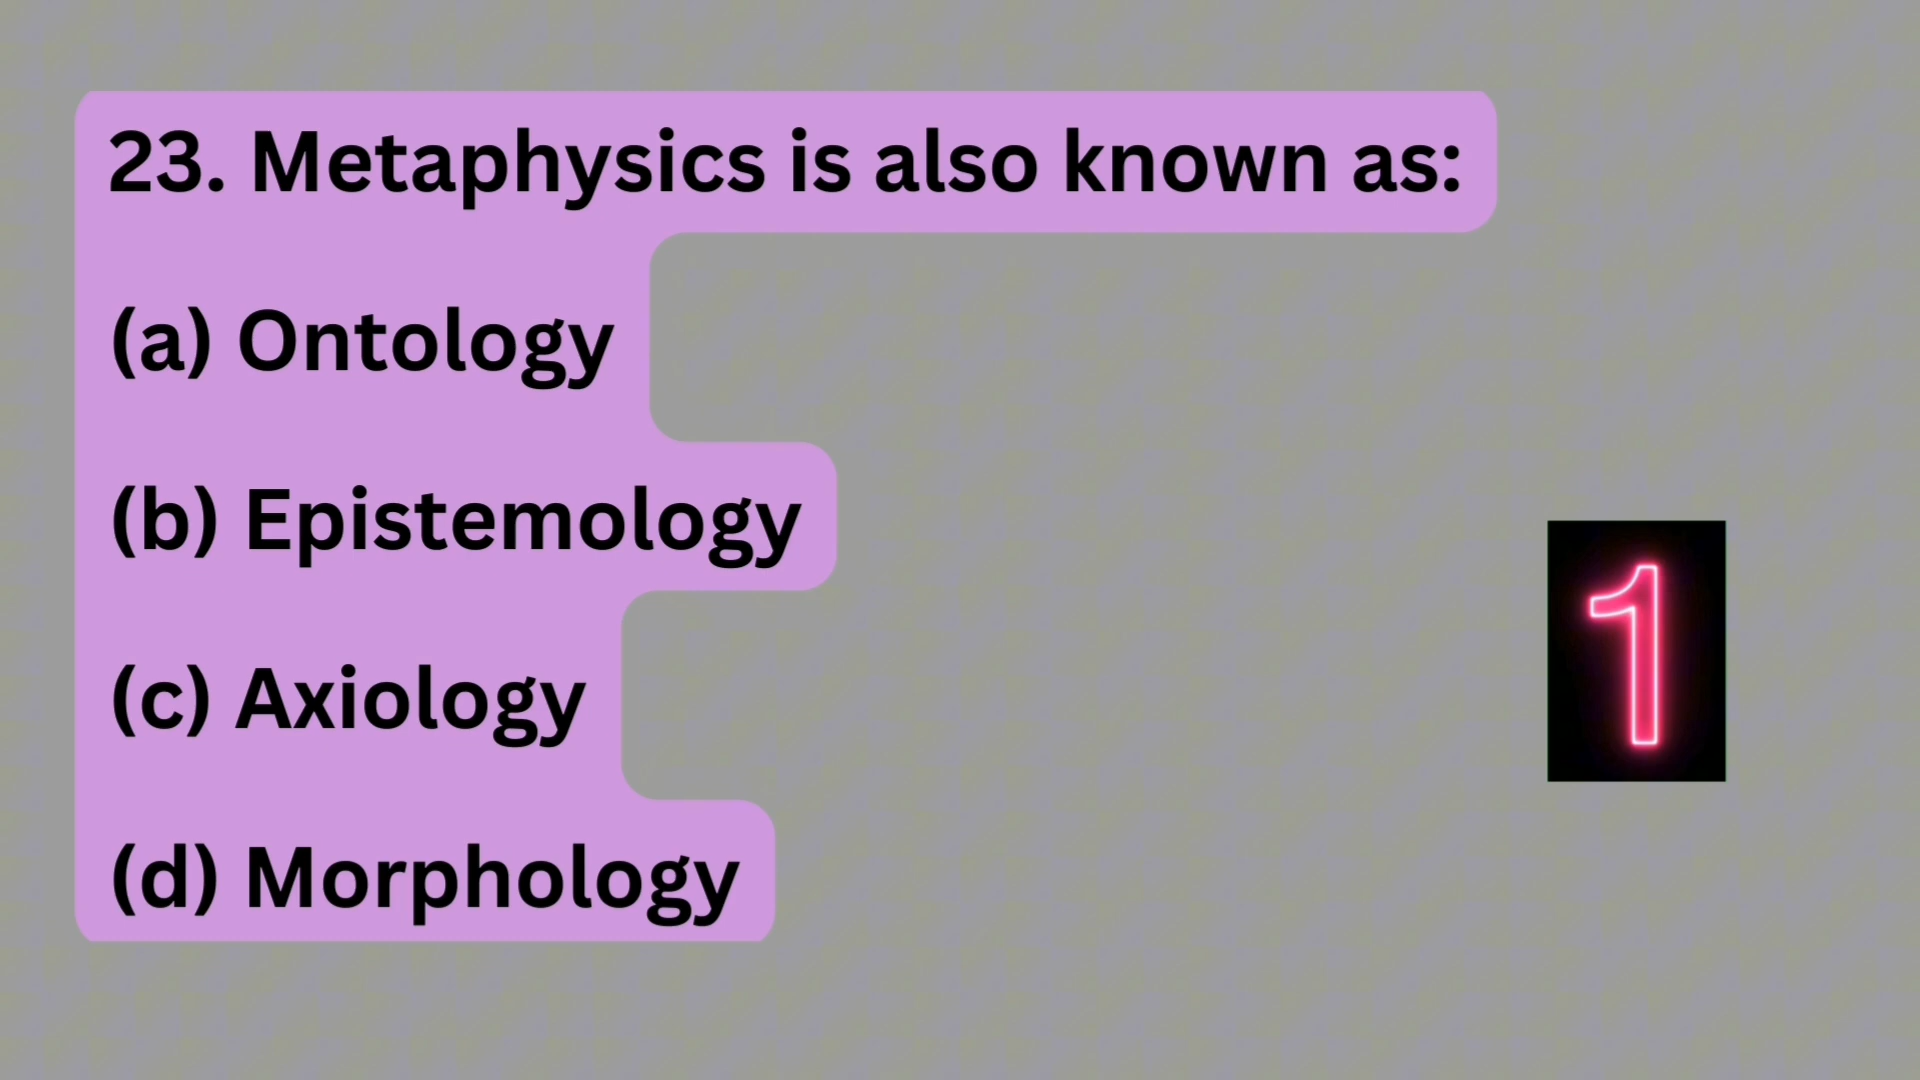 23. Metaphysics is also known as:
(a) Ontology
(b) Epistemology
(c) Axiology
(d) Morphology
1